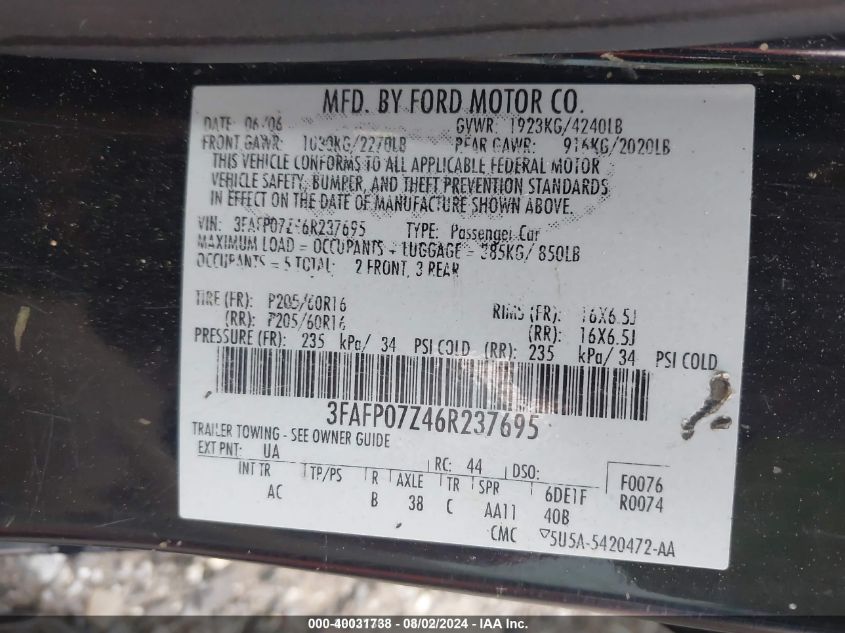 MFD. BY FORD MOTOR CO.
DATE: 06/06 GVWR: 1923KG/4240LB
FRONT GAWR: 1030KG/2270LB REAR GAWR: 916KG/2020LB
THIS VEHICLE CONFORMS TO ALL APPLICABLE FEDERAL MOTOR
VEHICLE SAFETY, BUMPER, AND THEFT PREVENTION STANDARDS
IN EFFECT ON THE DATE OF MANUFACTURE SHOWN ABOVE.
VIN: 3FAFP07Z46R237695 TYPE: Passenger Car
MAXIMUM LOAD = OCCUPANTS + LUGGAGE = 385KG/ 850LB
OCCUPANTS = 5 TOTAL: 2 FRONT, 3 REAR
TIRE (FR): P205/60R16 RIMS (FR): 16X6.5J
(RR): P205/60R16 (RR): 16X6.5J
PRESSURE (FR): 235 kPa/ 34 PSI COLD (RR): 235 kPa/ 34 PSI COLD
3FAFP07Z46R237695
TRAILER TOWING - SEE OWNER GUIDE
EXT PNT: UA RC: 44 DSO: F0076
INT TR TP/PS R AXLE TR SPR 6DE1F R0074
AC B 38 C AA11 40B
CMC ▽5U5A-5420472-AA
000-40031738 - 08/02/2024 - IAA Inc.